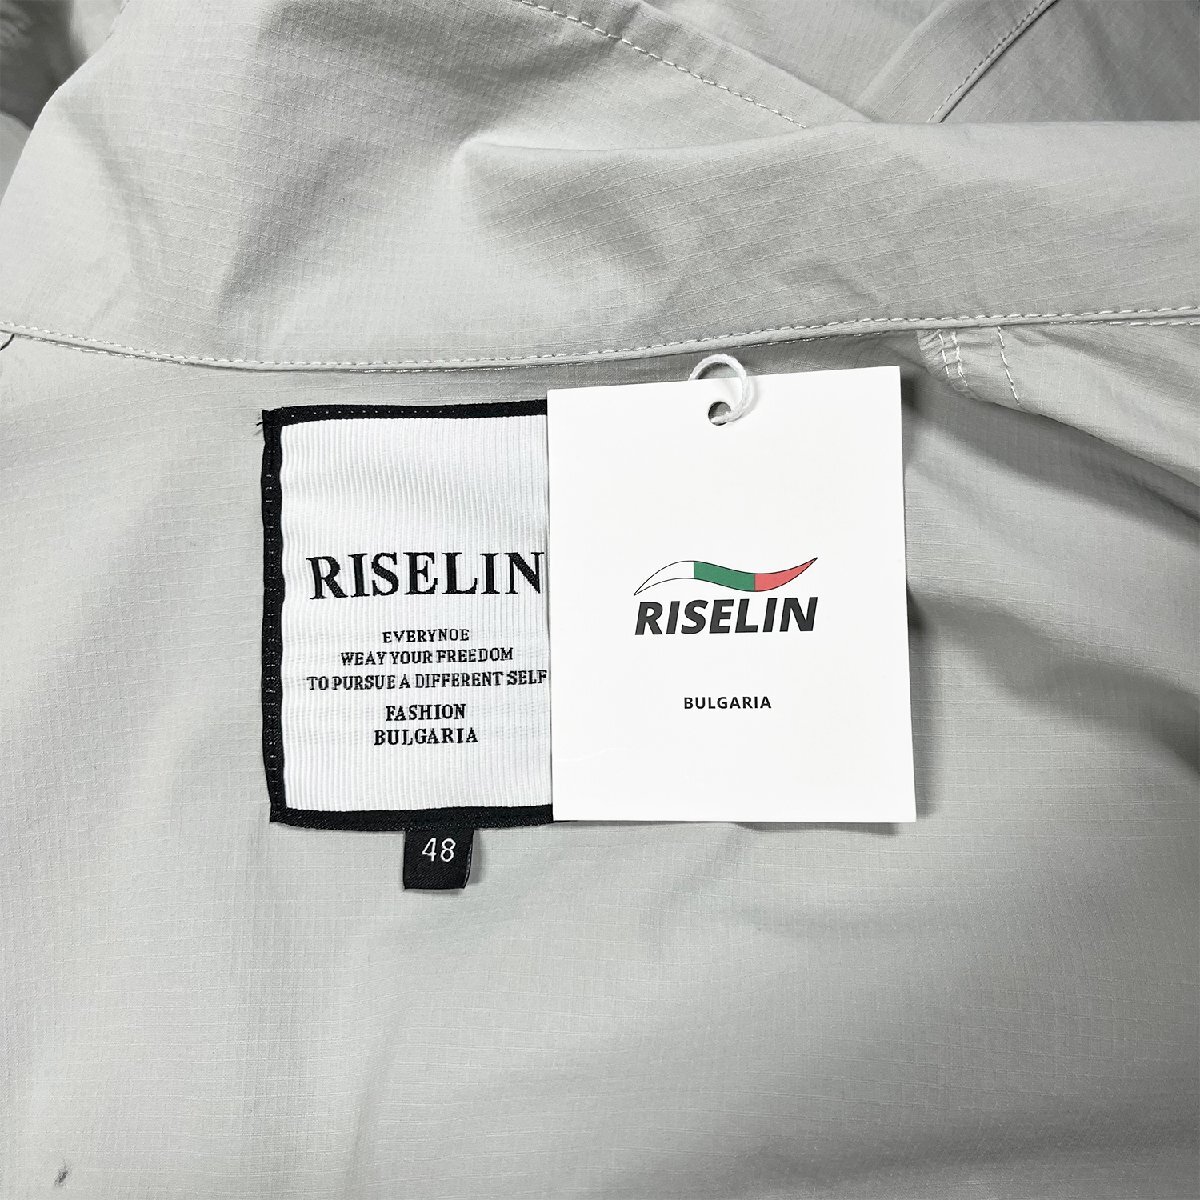 RISELIN
EVERYNOE
WEAY YOUR FREEDOM
TO PURSUE A DIFFERENT SELF
FASHION
BULGARIA
48
RISELIN
BULGARIA